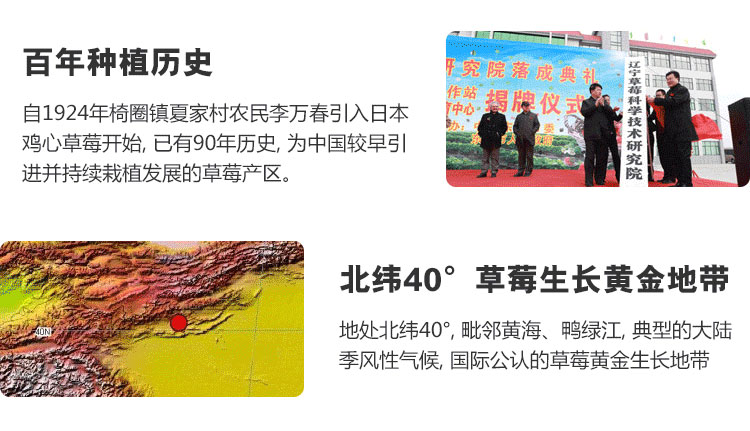 百年种植历史
自1924年椅圈镇夏家村农民李万春引入日本
鸡心草莓开始, 已有90年历史, 为中国较早引
进并持续栽植发展的草莓产区。
研究院落成典礼
作站
揭牌仪式
辽宁草莓科学技术研究院
北纬40°草莓生长黄金地带
40N
地处北纬40°, 毗邻黄海、鸭绿江, 典型的大陆
季风性气候, 国际公认的草莓黄金生长地带